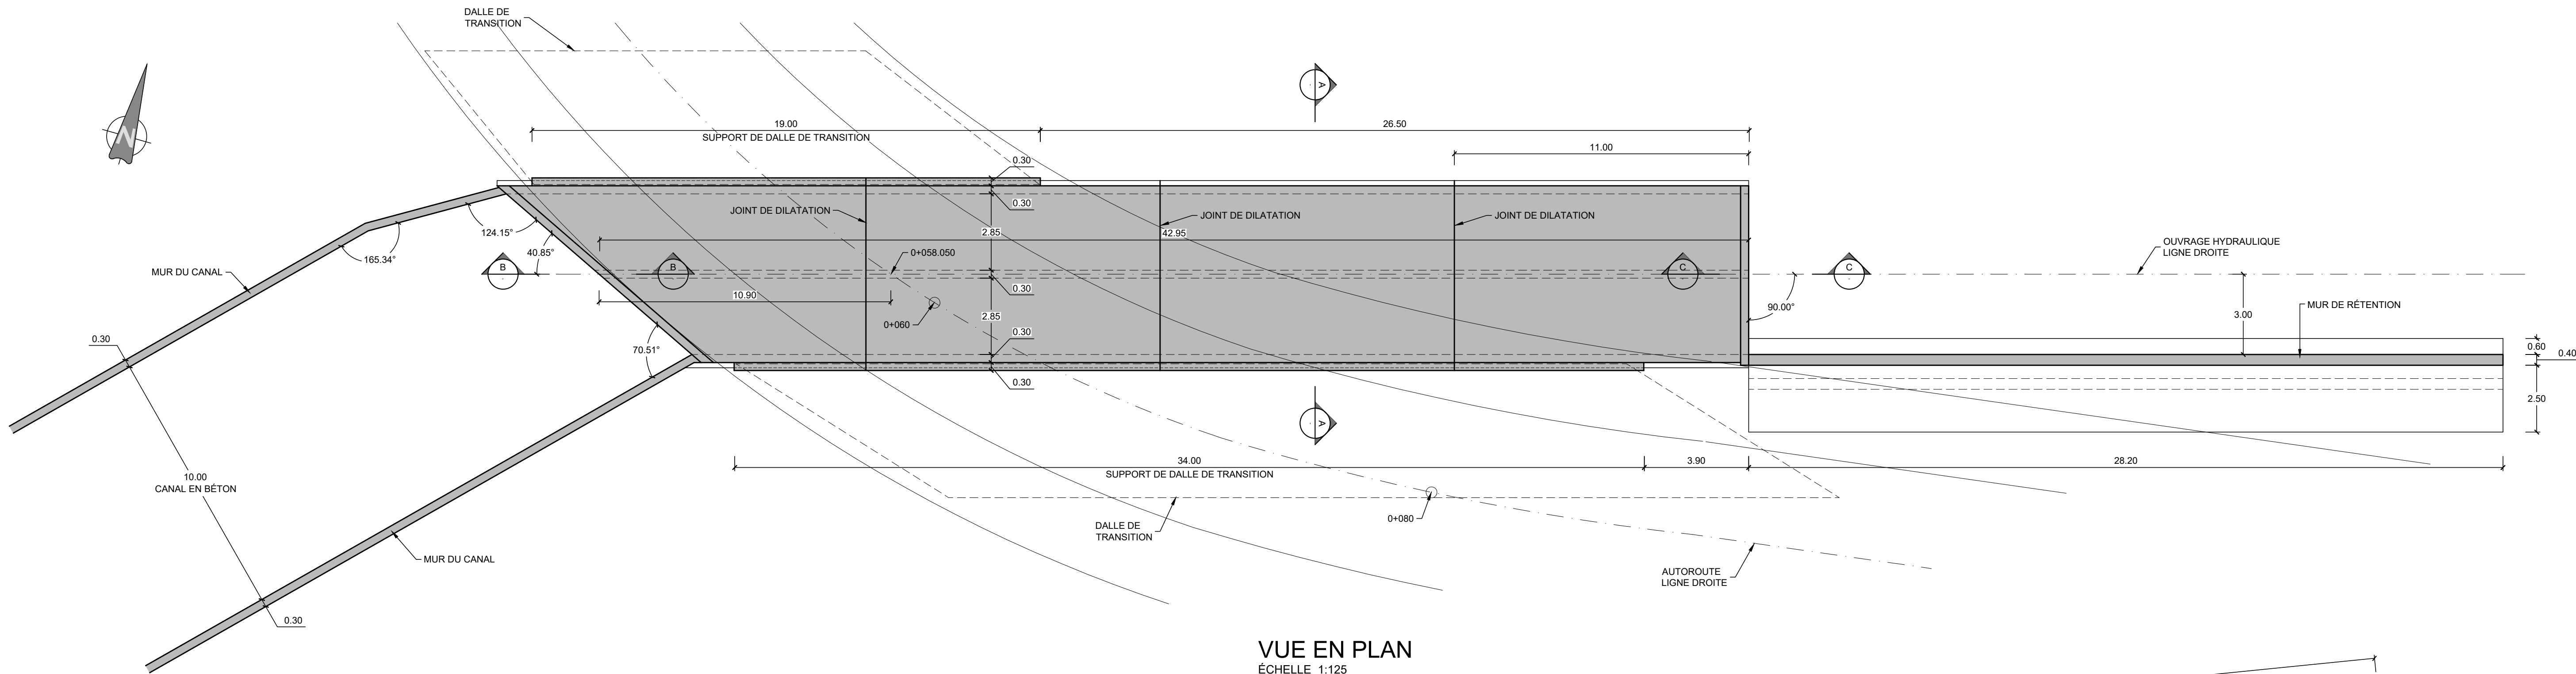 DALLE DE
TRANSITION
N
A
19.00
SUPPORT DE DALLE DE TRANSITION
26.50
11.00
0.30
0.30
JOINT DE DILATATION
JOINT DE DILATATION
JOINT DE DILATATION
124.15°
2.85
42.95
165.34°
40.85°
0+058.050
OUVRAGE HYDRAULIQUE
LIGNE DROITE
MUR DU CANAL
B
B
C
C
0.30
10.90
90.00°
MUR DE RÉTENTION
3.00
2.85
0+060
0.30
0.30
70.51°
0.60
0.40
0.30
2.50
A
34.00
SUPPORT DE DALLE DE TRANSITION
3.90
28.20
10.00
CANAL EN BÉTON
0+080
DALLE DE
TRANSITION
MUR DU CANAL
AUTOROUTE
LIGNE DROITE
0.30
VUE EN PLAN
ÉCHELLE 1:125